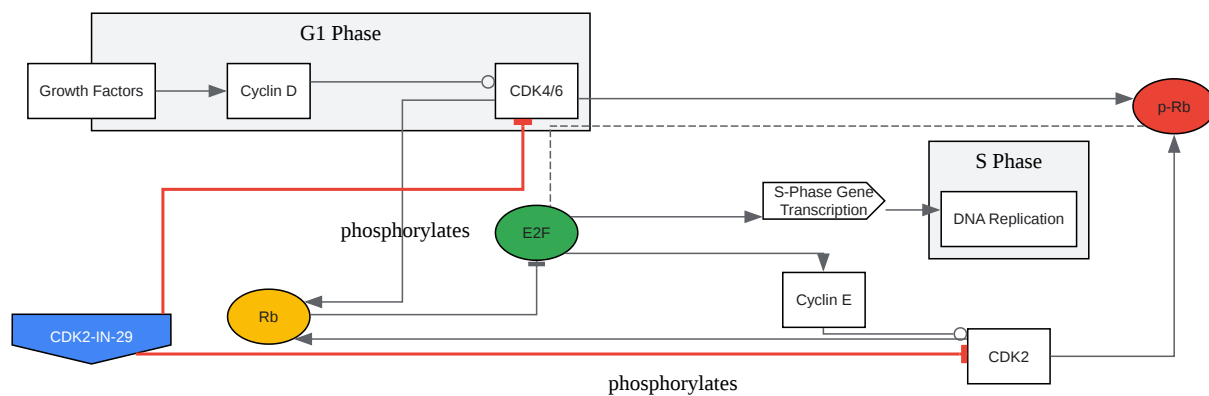 G1 Phase
Growth Factors
Cyclin D
CDK4/6
p-Rb
S Phase
S-Phase Gene
Transcription
DNA Replication
phosphorylates
E2F
Cyclin E
Rb
CDK2-IN-29
CDK2
phosphorylates